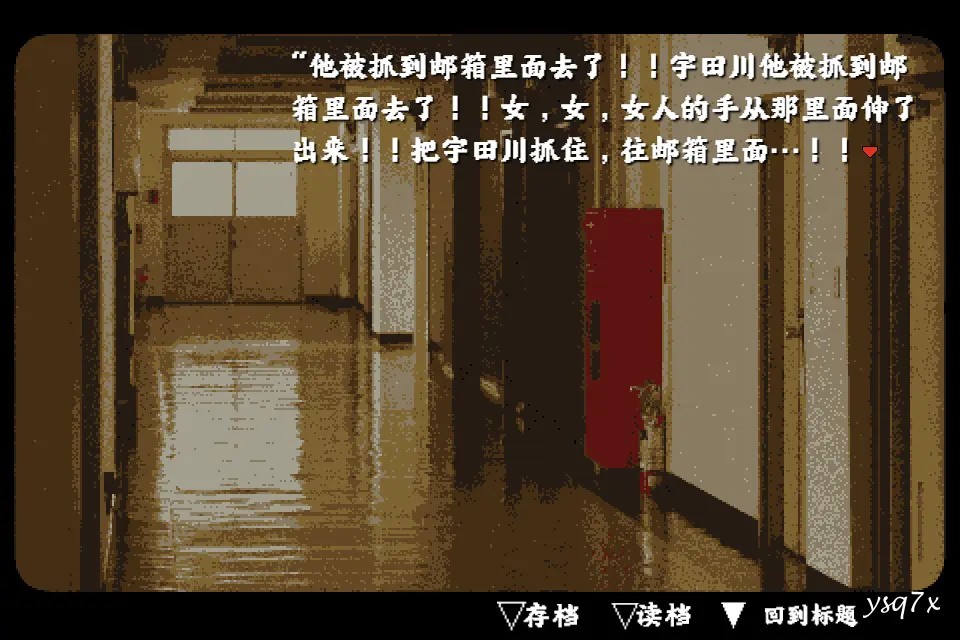 “他被抓到邮箱里面去了！！宇田川他被抓到邮
箱里面去了！！女，女，女人的手从那里面伸了
出来！！把宇田川抓住，往邮箱里面…！！
▽存档 ▽读档 ▼ 回到标题
ysq7x